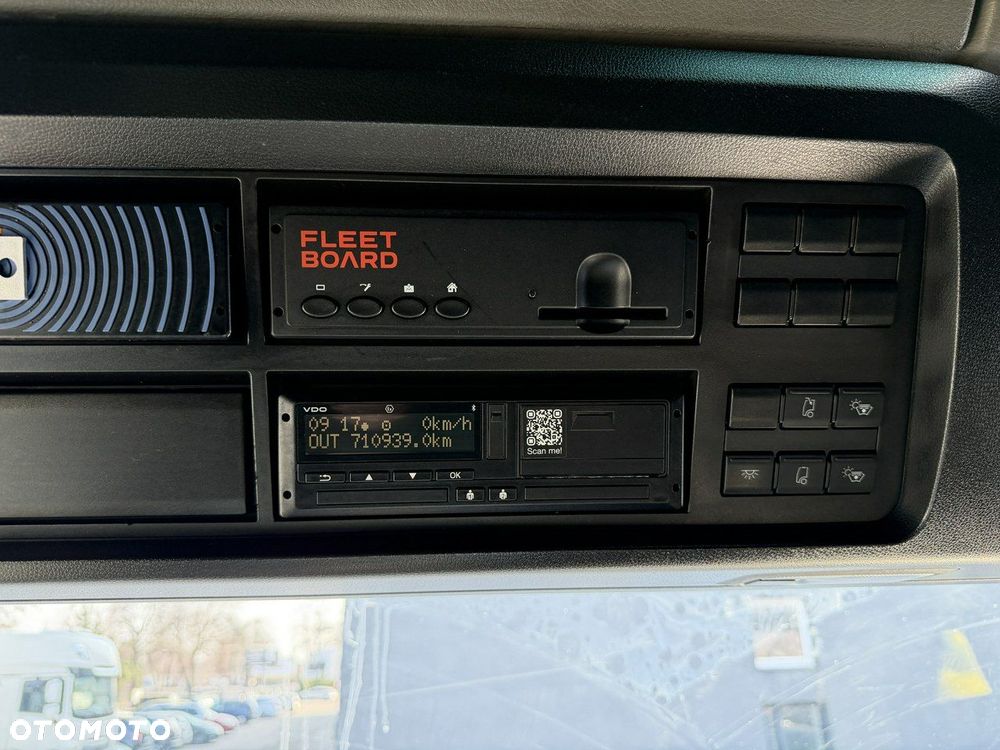 FLEET
BOARD
VDO
09 17 0km/h
OUT 710939.0km
OK
Scan me!
OTOMOTO